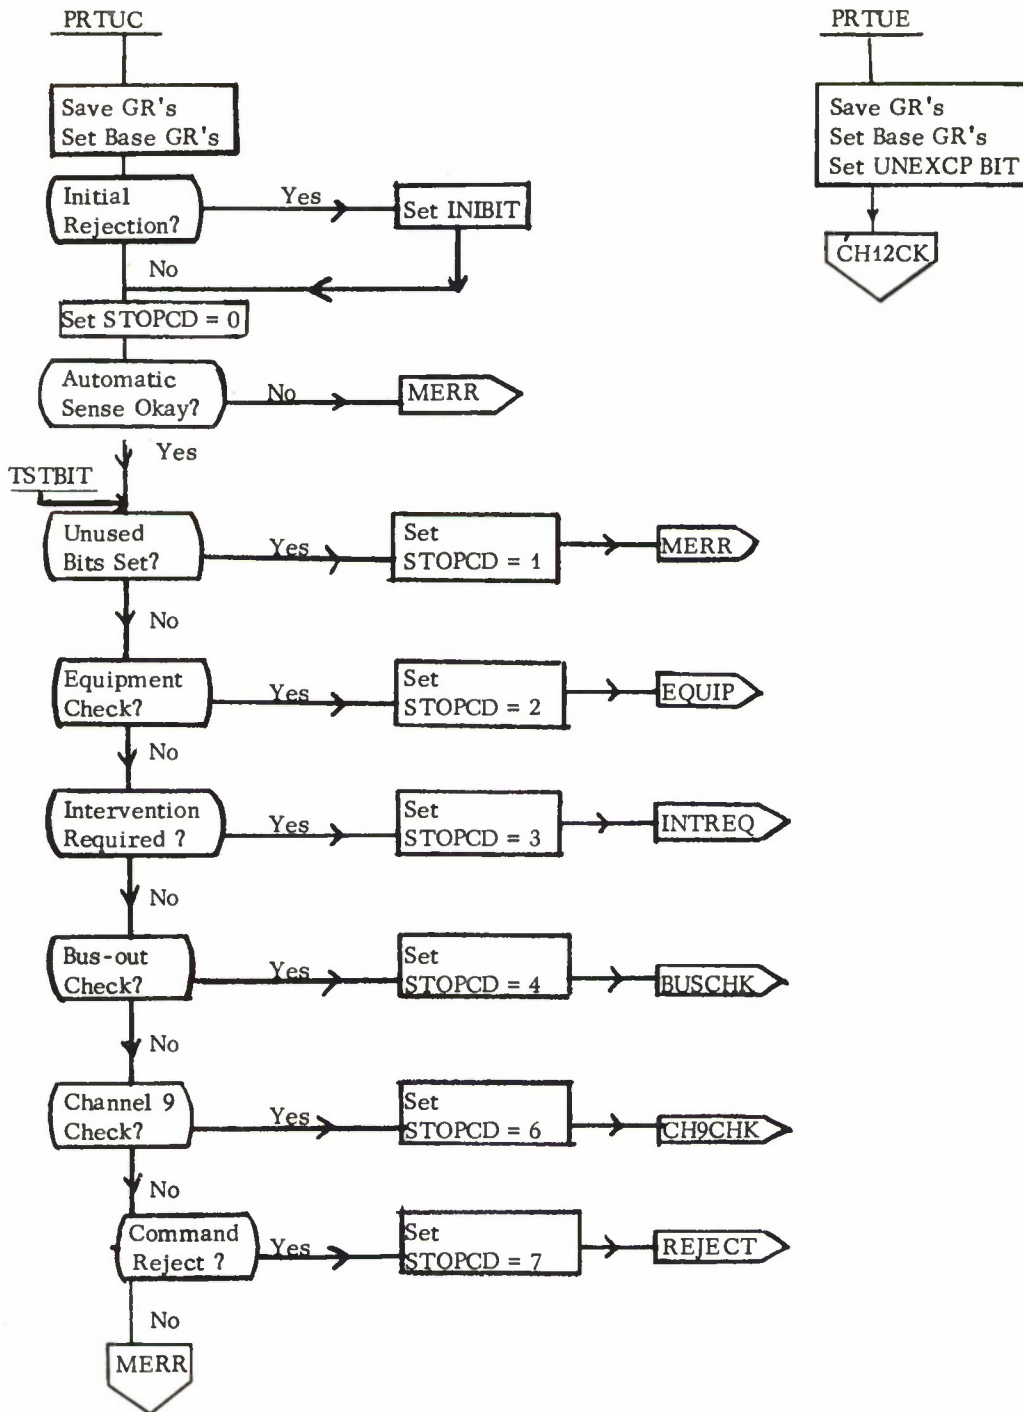 PRTUC
Save GR's
Set Base GR's
Initial
Rejection?
Yes
Set INIBIT
No
Set STOPCD = 0
Automatic
Sense Okay?
No
MERR
Yes
TSTBIT
Unused
Bits Set?
Yes
Set
STOPCD = 1
MERR
No
Equipment
Check?
Yes
Set
STOPCD = 2
EQUIP
No
Intervention
Required ?
Yes
Set
STOPCD = 3
INTREQ
No
Bus-out
Check?
Yes
Set
STOPCD = 4
BUSCHK
No
Channel 9
Check?
Yes
Set
STOPCD = 6
CH9CHK
No
Command
Reject ?
Yes
Set
STOPCD = 7
REJECT
No
MERR
PRTUE
Save GR's
Set Base GR's
Set UNEXCP BIT
CH12CK